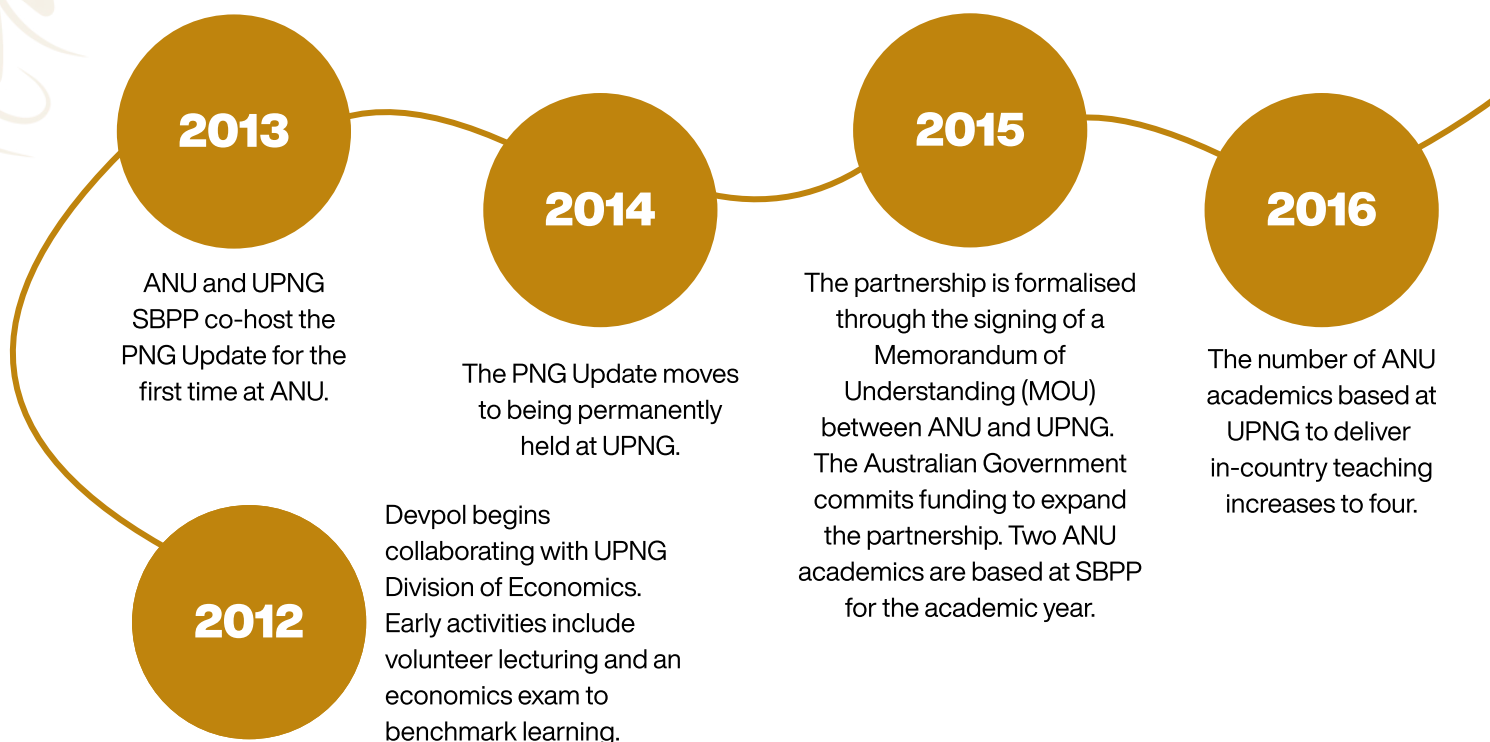 2013
ANU and UPNG
SBPP co-host the
PNG Update for the
first time at ANU.
2014
The PNG Update moves
to being permanently
held at UPNG.
2015
The partnership is formalised
through the signing of a
Memorandum of
Understanding (MOU)
between ANU and UPNG.
The Australian Government
commits funding to expand
the partnership. Two ANU
academics are based at SBPP
for the academic year.
2016
The number of ANU
academics based at
UPNG to deliver
in-country teaching
increases to four.
2012
Devpol begins
collaborating with UPNG
Division of Economics.
Early activities include
volunteer lecturing and an
economics exam to
benchmark learning.